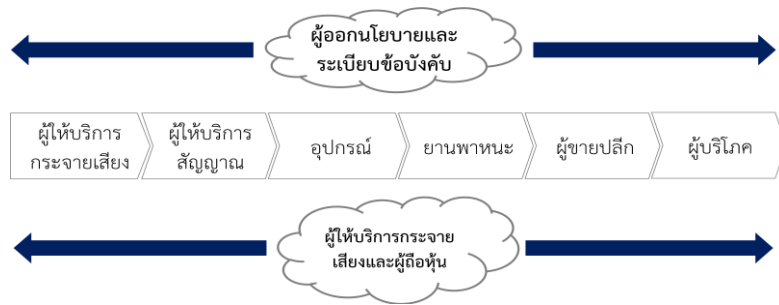 ผู้ออกนโยบายและ
ระเบียบข้อบังคับ
ผู้ให้บริการ
กระจายเสียง
ผู้ให้บริการ
สัญญาณ
อุปกรณ์
ยานพาหนะ
ผู้ขายปลีก
ผู้บริโภค
ผู้ให้บริการกระจาย
เสียงและผู้ถือหุ้น